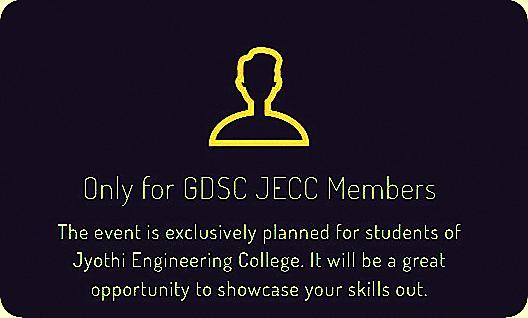 Only for GDSC JECC Members
The event is exclusively planned for students of
Jyothi Engineering College. It will be a great
opportunity to showcase your skills out.